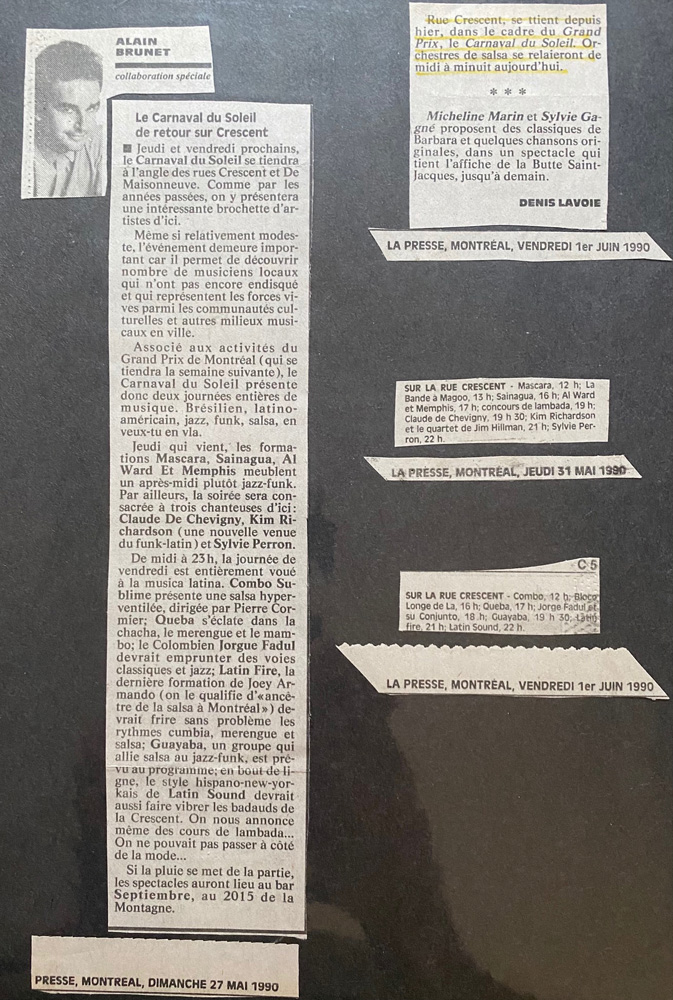 ALAIN
BRUNET
collaboration spéciale
Le Carnaval du Soleil
de retour sur Crescent
■ Jeudi et vendredi prochains,
le Carnaval du Soleil se tiendra
à l'angle des rues Crescent et De
Maisonneuve. Comme par les
années passées, on y présentera
une intéressante brochette d'ar-
tistes d'ici.
Même si relativement modes-
te, l'événement demeure impor-
tant car il permet de découvrir
nombre de musiciens locaux
qui n'ont pas encore endisqué
et qui représentent les forces vi-
ves parmi les communautés cul-
turelles et autres milieux musi-
caux en ville.
Associé aux activités du
Grand Prix de Montréal (qui se
tiendra la semaine suivante), le
Carnaval du Soleil présente
donc deux journées entières de
musique. Brésilien, latino-
américain, jazz, funk, salsa, en
veux-tu en vla.
Jeudi qui vient, les forma-
tions Mascara, Sainagua, Al
Ward Et Memphis meublent
un après-midi plutôt jazz-funk.
Par ailleurs, la soirée sera con-
sacrée à trois chanteuses d'ici:
Claude De Chevigny, Kim Ri-
chardson (une nouvelle venue
du funk-latin) et Sylvie Perron.
De midi à 23h, la journée de
vendredi est entièrement voué
à la musica latina. Combo Su-
blime présente une salsa hyper-
ventilée, dirigée par Pierre Cor-
mier; Queba s'éclate dans la
chacha, le merengue et le mam-
bo; le Colombien Jorgue Fadul
devrait emprunter des voies
classiques et jazz; Latin Fire, la
dernière formation de Joey Ar-
mando (on le qualifie d'«ancê-
tre de la salsa à Montréal») de-
vrait frire sans problème les
rythmes cumbia, merengue et
salsa; Guayaba, un groupe qui
allie salsa au jazz-funk, est pré-
vu au programme; en bout de li-
gne, le style hispano-new-yor-
kais de Latin Sound devrait
aussi faire vibrer les badauds de
la Crescent. On nous annonce
même des cours de lambada...
On ne pouvait pas passer à côté
de la mode...
Si la pluie se met de la partie,
les spectacles auront lieu au bar
Septembre, au 2015 de la
Montagne.
PRESSE, MONTREAL, DIMANCHE 27 MAI 1990
Rue Crescent, se ttient depuis
hier, dans le cadre du Grand
Prix, le Carnaval du Soleil. Or-
chestres de salsa se relaieront de
midi à minuit aujourd'hui.
* * *
Micheline Marin et Sylvie Ga-
gné proposent des classiques de
Barbara et quelques chansons ori-
ginales, dans un spectacle qui
tient l'affiche de la Butte Saint-
Jacques, jusqu'à demain.
DENIS LAVOIE
LA PRESSE, MONTRÉAL, VENDREDI 1er JUIN 1990
SUR LA RUE CRESCENT - Mascara, 12 h; La
Bande à Magoo, 13 h; Sainagua, 16 h; Al Ward
et Memphis, 17 h; concours de lambada, 19 h;
Claude de Chevigny, 19 h 30; Kim Richardson
et le quartet de Jim Hillman, 21 h; Sylvie Per-
ron, 22 h.
LA PRESSE, MONTRÉAL, JEUDI 31 MAI 1990
C 5
SUR LA RUE CRESCENT - Combo, 12 h; Bloco
Longe de La, 16 h; Queba, 17 h; Jorge Fadul et
su Conjunto, 18 h; Guayaba, 19 h 30; Latin
fire, 21 h; Latin Sound, 22 h.
LA PRESSE, MONTRÉAL, VENDREDI 1er JUIN 1990